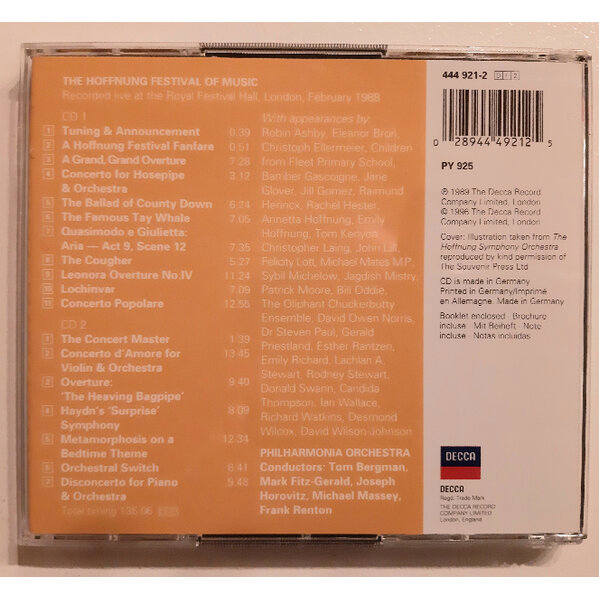 THE HOFFNUNG FESTIVAL OF MUSIC
Recorded live at the Royal Festival Hall, London, February 1988
CD 1
1 Tuning & Announcement 0.39
2 A Hoffnung Festival Fanfare 0.51
3 A Grand, Grand Overture 7.28
4 Concerto for Hosepipe & Orchestra 3.12
5 The Ballad of County Down 6.20
6 The Famous Tay Whale 7.05
7 Quasimodo e Giulietta:
Aria — Act 9, Scene 12 7.35
8 The Cougher 5.27
9 Leonora Overture No.IV 11.24
10 Lochinvar 7.09
11 Concerto Popolare 12.55
CD 2
1 The Concert Master 1.39
2 Concerto d'Amore for 13.45
Violin & Orchestra
3 Overture: 9.40
'The Heaving Bagpipe'
4 Haydn's 'Surprise' 8.09
Symphony
5 Metamorphosis on a 12.34
Bedtime Theme
6 Orchestral Switch 8.41
7 Disconcerto for Piano 9.48
& Orchestra
Total timing 135.06
With appearances by:
Robin Ashby, Eleanor Bron,
Christoph Ellermeier, Children
from Fleet Primary School,
Bamber Gascoigne, Jane
Glover, Jill Gomez, Raimund
Herincx, Rachel Hester,
Annetta Hoffnung, Emily
Hoffnung, Tom Kenyon,
Christopher Laing, John Lill,
Felicity Lott, Michael Mates M.P.,
Sybil Michelow, Jagdish Mistry,
Patrick Moore, Bill Oddie,
The Oliphant Chuckerbutty
Ensemble, David Owen Norris,
Dr Steven Paul, Gerald
Priestland, Esther Rantzen,
Emily Richard, Lachlan A.
Stewart, Rodney Stewart,
Donald Swann, Candida
Thompson, Ian Wallace,
Richard Watkins, Desmond
Wilcox, David Wilson-Johnson
PHILHARMONIA ORCHESTRA
Conductors: Tom Bergman,
Mark Fitz-Gerald, Joseph
Horovitz, Michael Massey,
Frank Renton
444 921-2
0 28944 49212 5
PY 925
℗ 1989 The Decca Record
Company Limited, London
© 1996 The Decca Record
Company Limited, London
Cover: Illustration taken from The
Hoffnung Symphony Orchestra
reproduced by kind permission of
The Souvenir Press Ltd
CD is made in Germany
Printed in Germany/Imprimé
en Allemagne. Made in Germany
Booklet enclosed · Brochure
incluse · Mit Beiheft · Note
incluse · Notas incluidas
DECCA
DECCA
Regd. Trade Mark
THE DECCA RECORD
COMPANY LIMITED
London, England